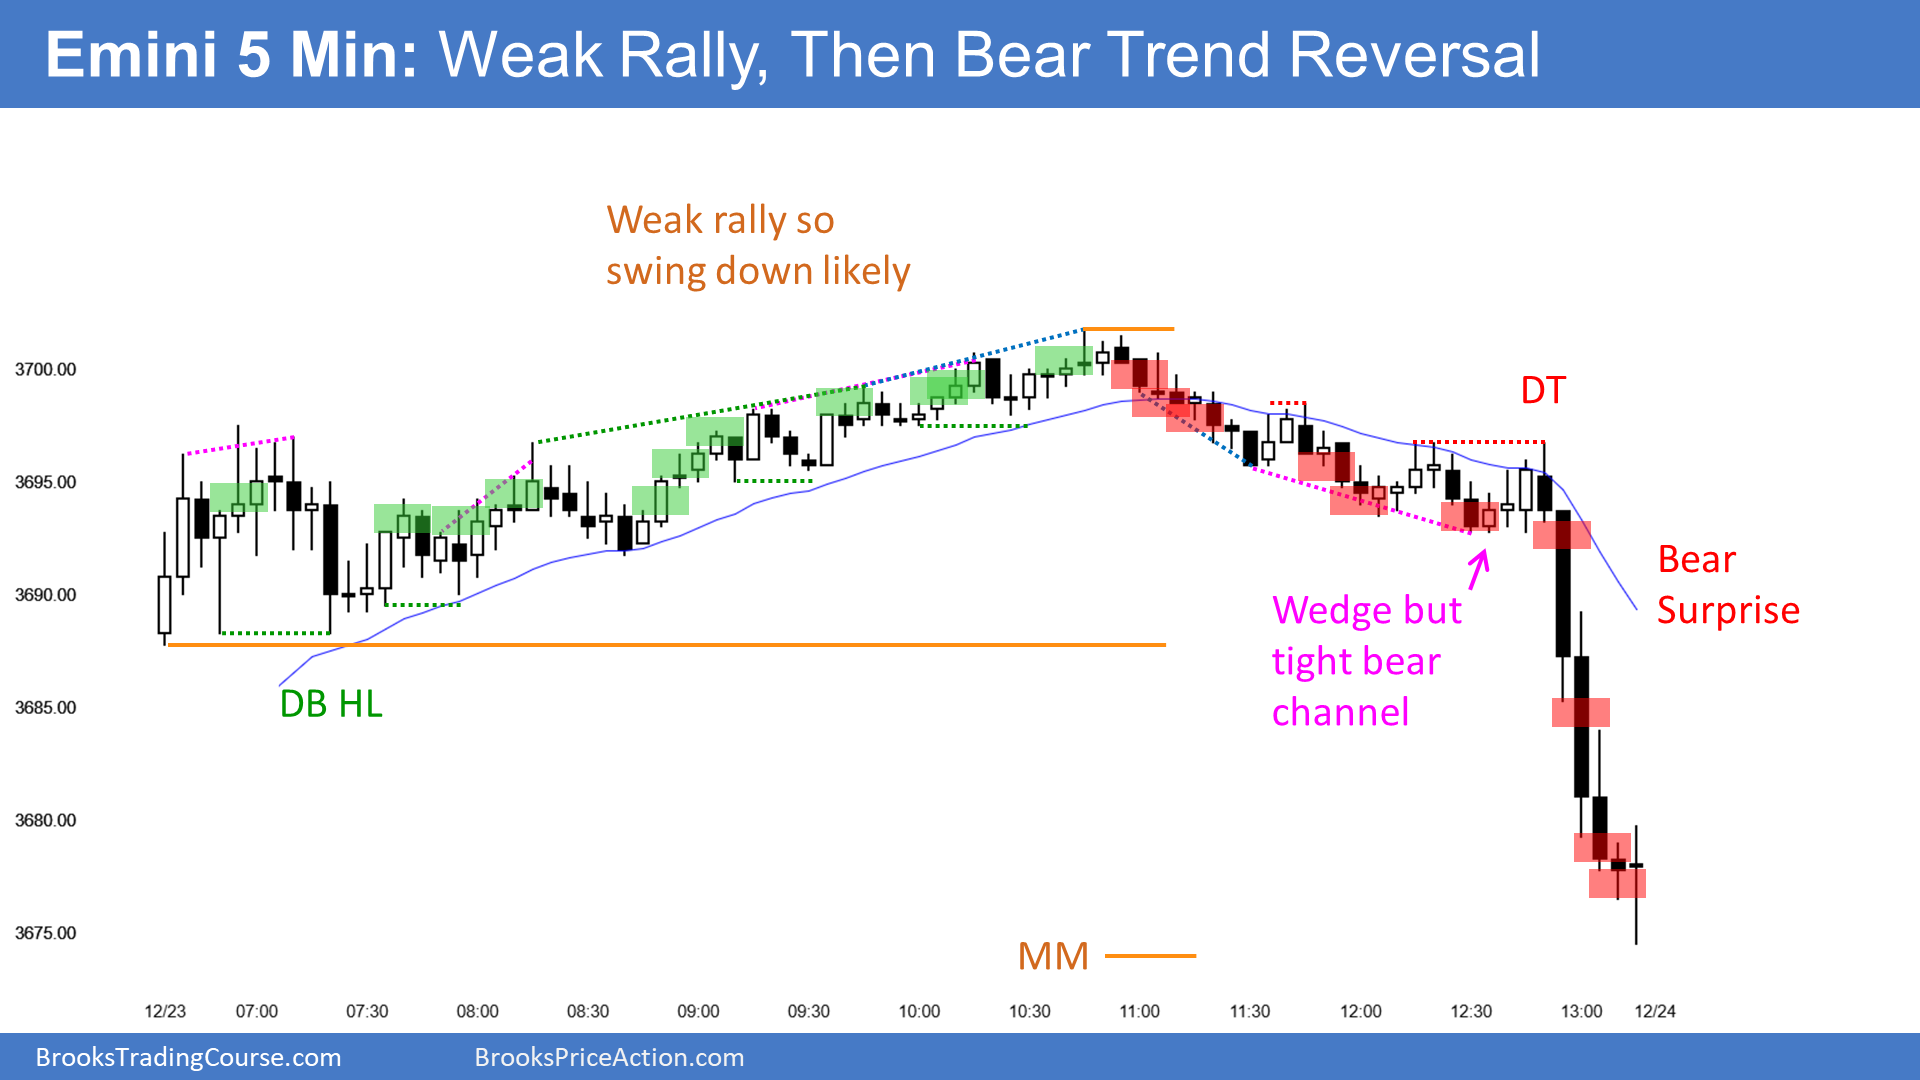 Emini 5 Min: Weak Rally, Then Bear Trend Reversal
Weak rally so
swing down likely
3700.00
3695.00
3690.00
3685.00
3680.00
3675.00
DB HL
DT
Bear
Surprise
Wedge but
tight bear
channel
MM
12/23 07:00 07:30 08:00 08:30 09:00 09:30 10:00 10:30 11:00 11:30 12:00 12:30 13:00 12/24
BrooksTradingCourse.com BrooksPriceAction.com